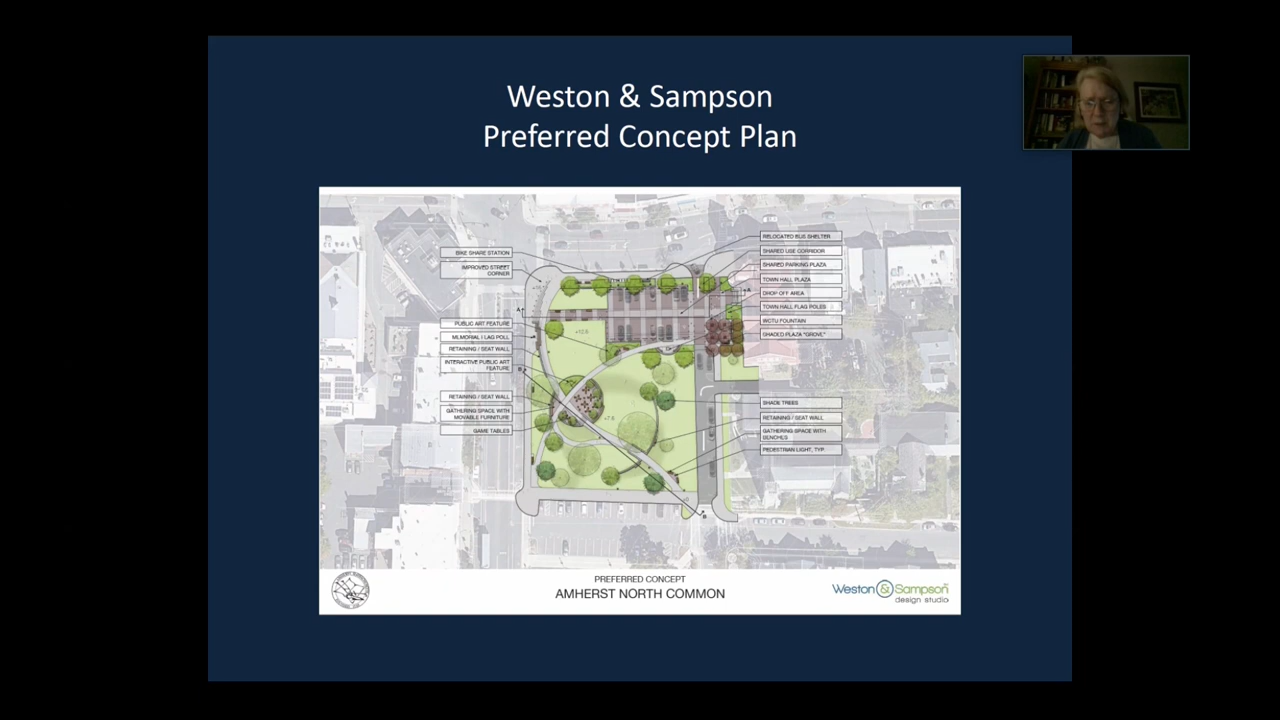 Weston & Sampson
Preferred Concept Plan
BIKE SHARE STATION
IMPROVED STREET
CORNER
PUBLIC ART FEATURE
RETAINING / SEAT WALL
INTERACTIVE PUBLIC ART
FEATURE
RETAINING / SEAT WALL
GATHERING SPACE WITH
MOVABLE FURNITURE
GAME TABLES
RELOCATED BUS SHELTER
SHARED USE CORRIDOR
SHARED PARKING PLAZA
TOWN HALL PLAZA
DROP OFF AREA
TOWN HALL FLAG POLES
WCTU FOUNTAIN
SHADED PLAZA "GROVE"
SHADE TREES
RETAINING / SEAT WALL
GATHERING SPACE WITH
BENCHES
PEDESTRIAN LIGHT, TYP.
PREFERRED CONCEPT
AMHERST NORTH COMMON
Weston & Sampson
design studio